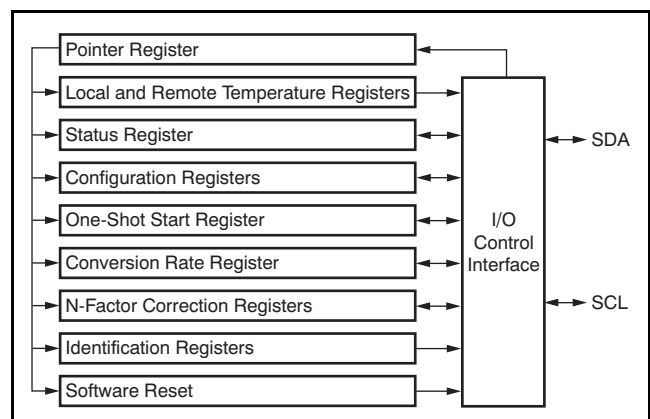 Pointer Register
Local and Remote Temperature Registers
Status Register
Configuration Registers
One-Shot Start Register
Conversion Rate Register
N-Factor Correction Registers
Identification Registers
Software Reset
I/O
Control
Interface
SDA
SCL